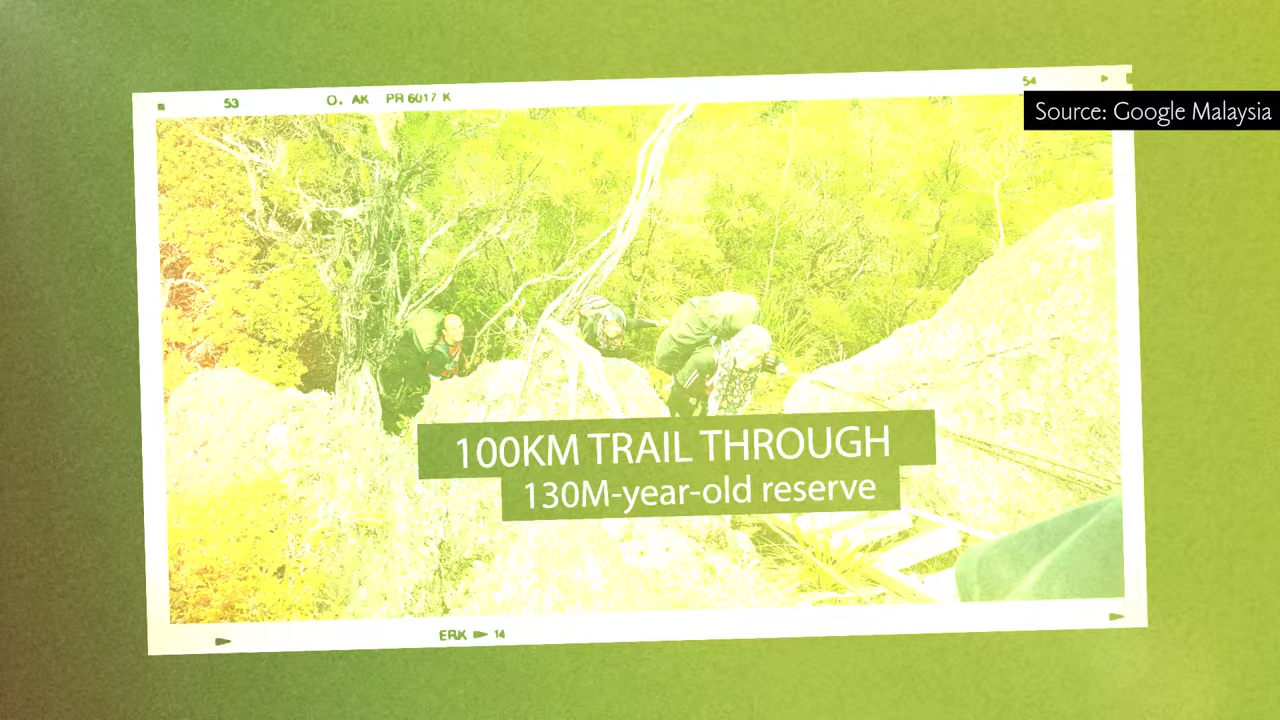 53
O. AK PR 6017 K
54
Source: Google Malaysia
100KM TRAIL THROUGH
130M-year-old reserve
ERK 14